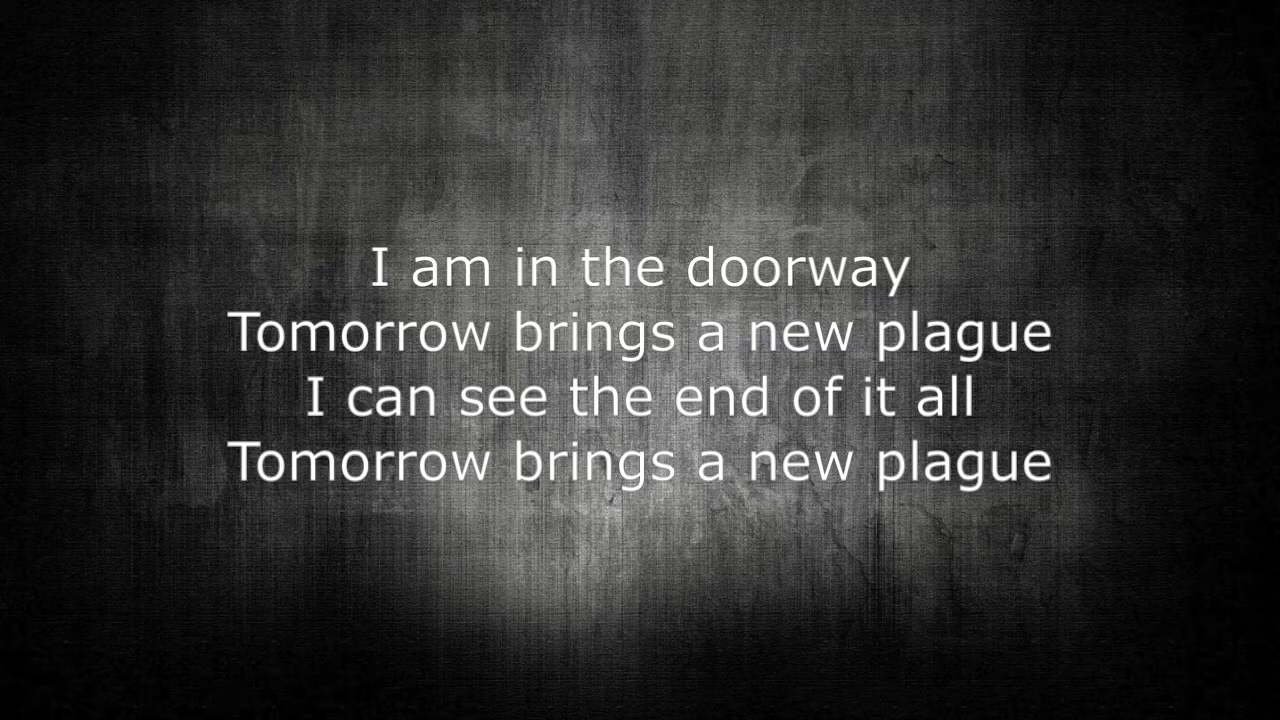 I am in the doorway
Tomorrow brings a new plague
I can see the end of it all
Tomorrow brings a new plague